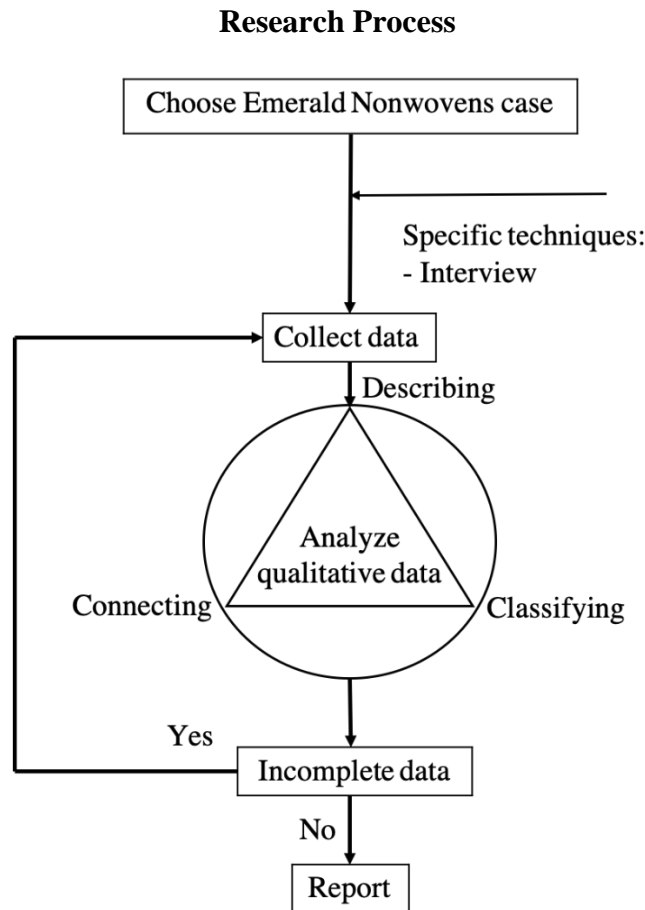 Research Process
Choose Emerald Nonwovens case
Specific techniques:
- Interview
Collect data
Describing
Analyze
qualitative data
Connecting
Classifying
Yes
Incomplete data
No
Report